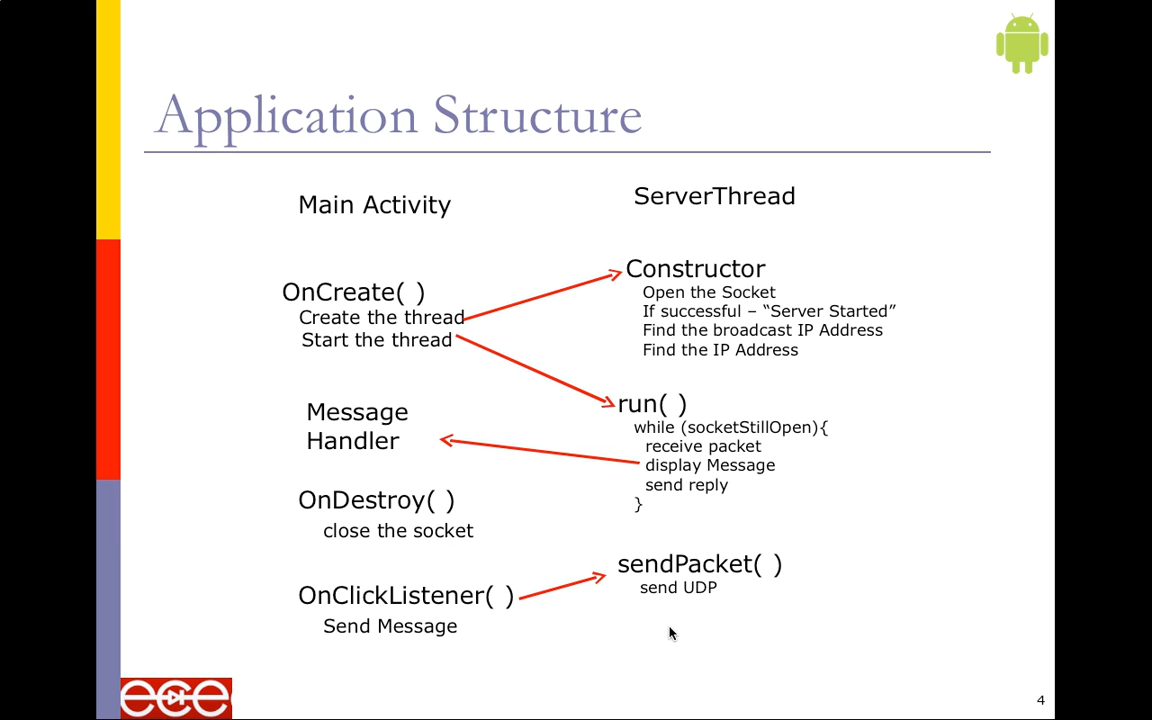 Application Structure
Main Activity
OnCreate( )
Create the thread
Start the thread
Message
Handler
OnDestroy( )
close the socket
OnClickListener( )
Send Message
ServerThread
Constructor
Open the Socket
If successful – “Server Started”
Find the broadcast IP Address
Find the IP Address
run( )
while (socketStillOpen){
receive packet
display Message
send reply
}
sendPacket( )
send UDP
ece
4